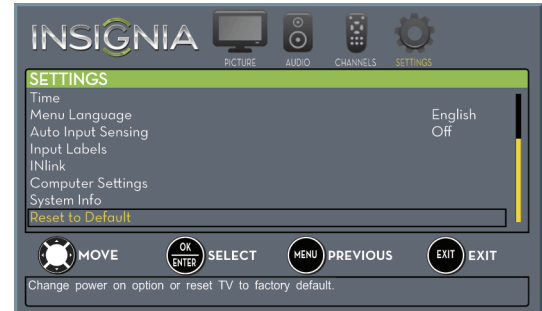 INSIGNIA
PICTURE AUDIO CHANNELS SETTINGS
SETTINGS
Time
Menu Language English
Auto Input Sensing Off
Input Labels
INlink
Computer Settings
System Info
Reset to Default
MOVE OK ENTER SELECT MENU PREVIOUS EXIT EXIT
Change power on option or reset TV to factory default.